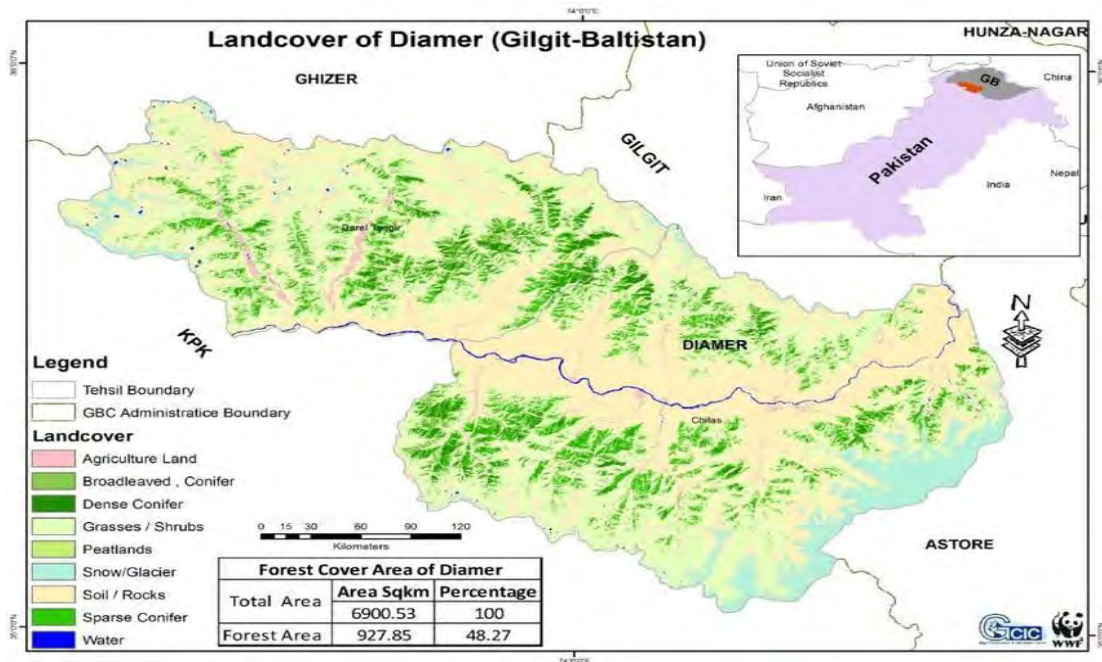 74°0'0"E
Landcover of Diamer (Gilgit-Baltistan)
HUNZA-NAGAR
GHIZER
Union of Soviet
Socialist
Republics
GB
China
Afghanistan
Pakistan
Nepal
India
Iran
GILGIT
Darel Tangir
KPK
DIAMER
N
Chilas
ASTORE
Legend
Tehsil Boundary
GBC Administratice Boundary
Landcover
Agriculture Land
Broadleaved , Conifer
Dense Conifer
Grasses / Shrubs
Peatlands
Snow/Glacier
Soil / Rocks
Sparse Conifer
Water
0 15 30 60 90 120
Kilometers
Forest Cover Area of Diamer
Total Area Area Sqkm Percentage
6900.53 100
Forest Area 927.85 48.27
WWF